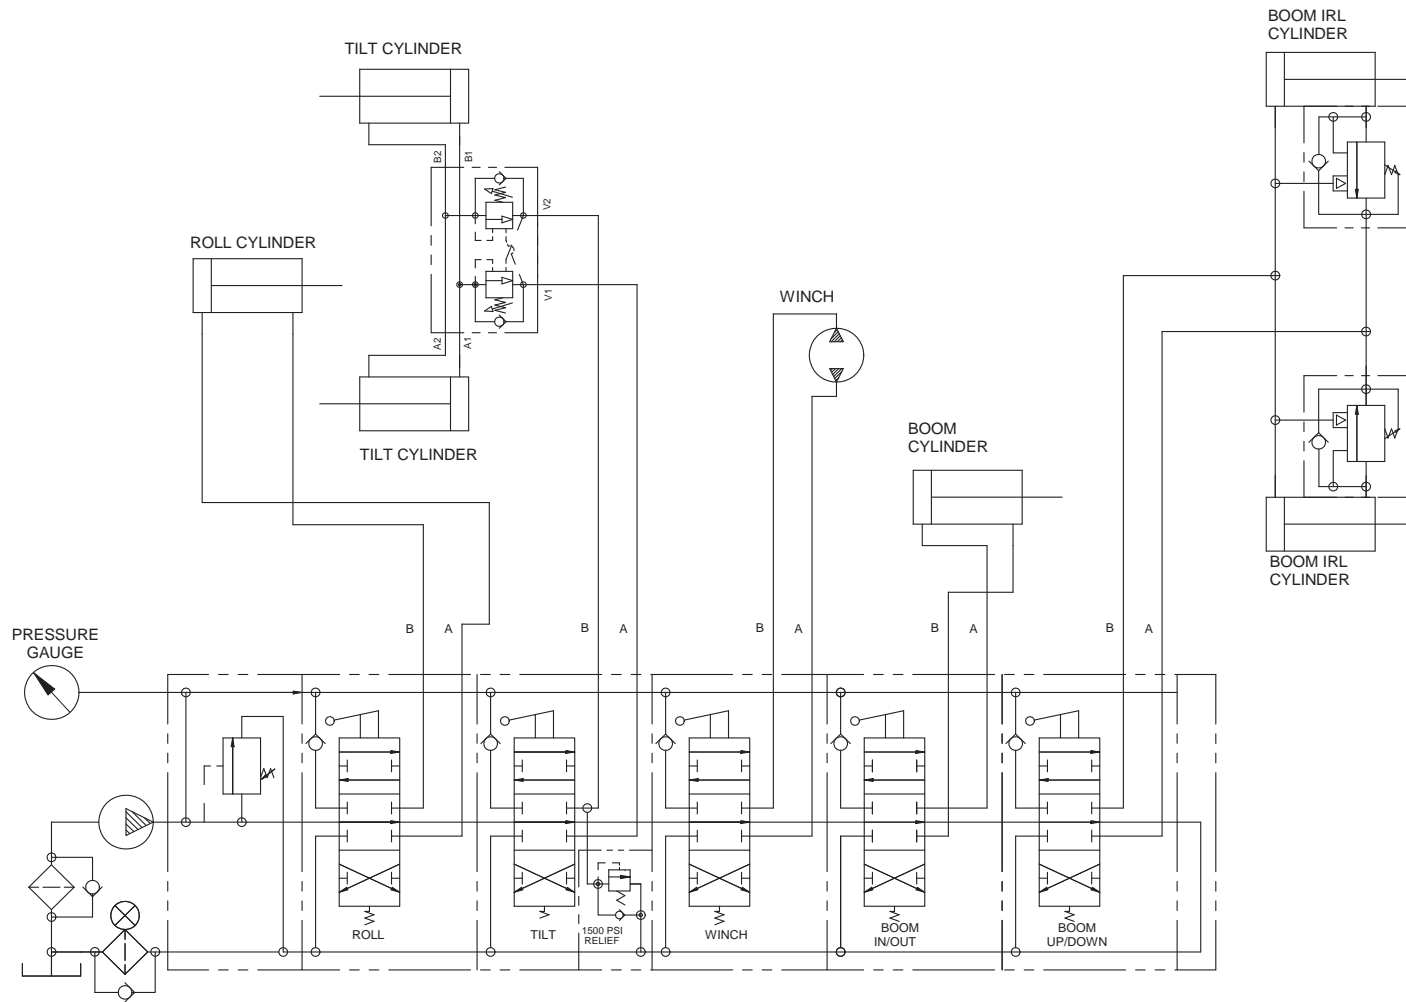 BOOM IRL
CYLINDER
TILT CYLINDER
B2
B1
V2
ROLL CYLINDER
V1
WINCH
A2
A1
BOOM
CYLINDER
TILT CYLINDER
BOOM IRL
CYLINDER
PRESSURE
GAUGE
B
A
B
A
B
A
B
A
B
A
ROLL
TILT
1500 PSI
RELIEF
WINCH
BOOM
IN/OUT
BOOM
UP/DOWN